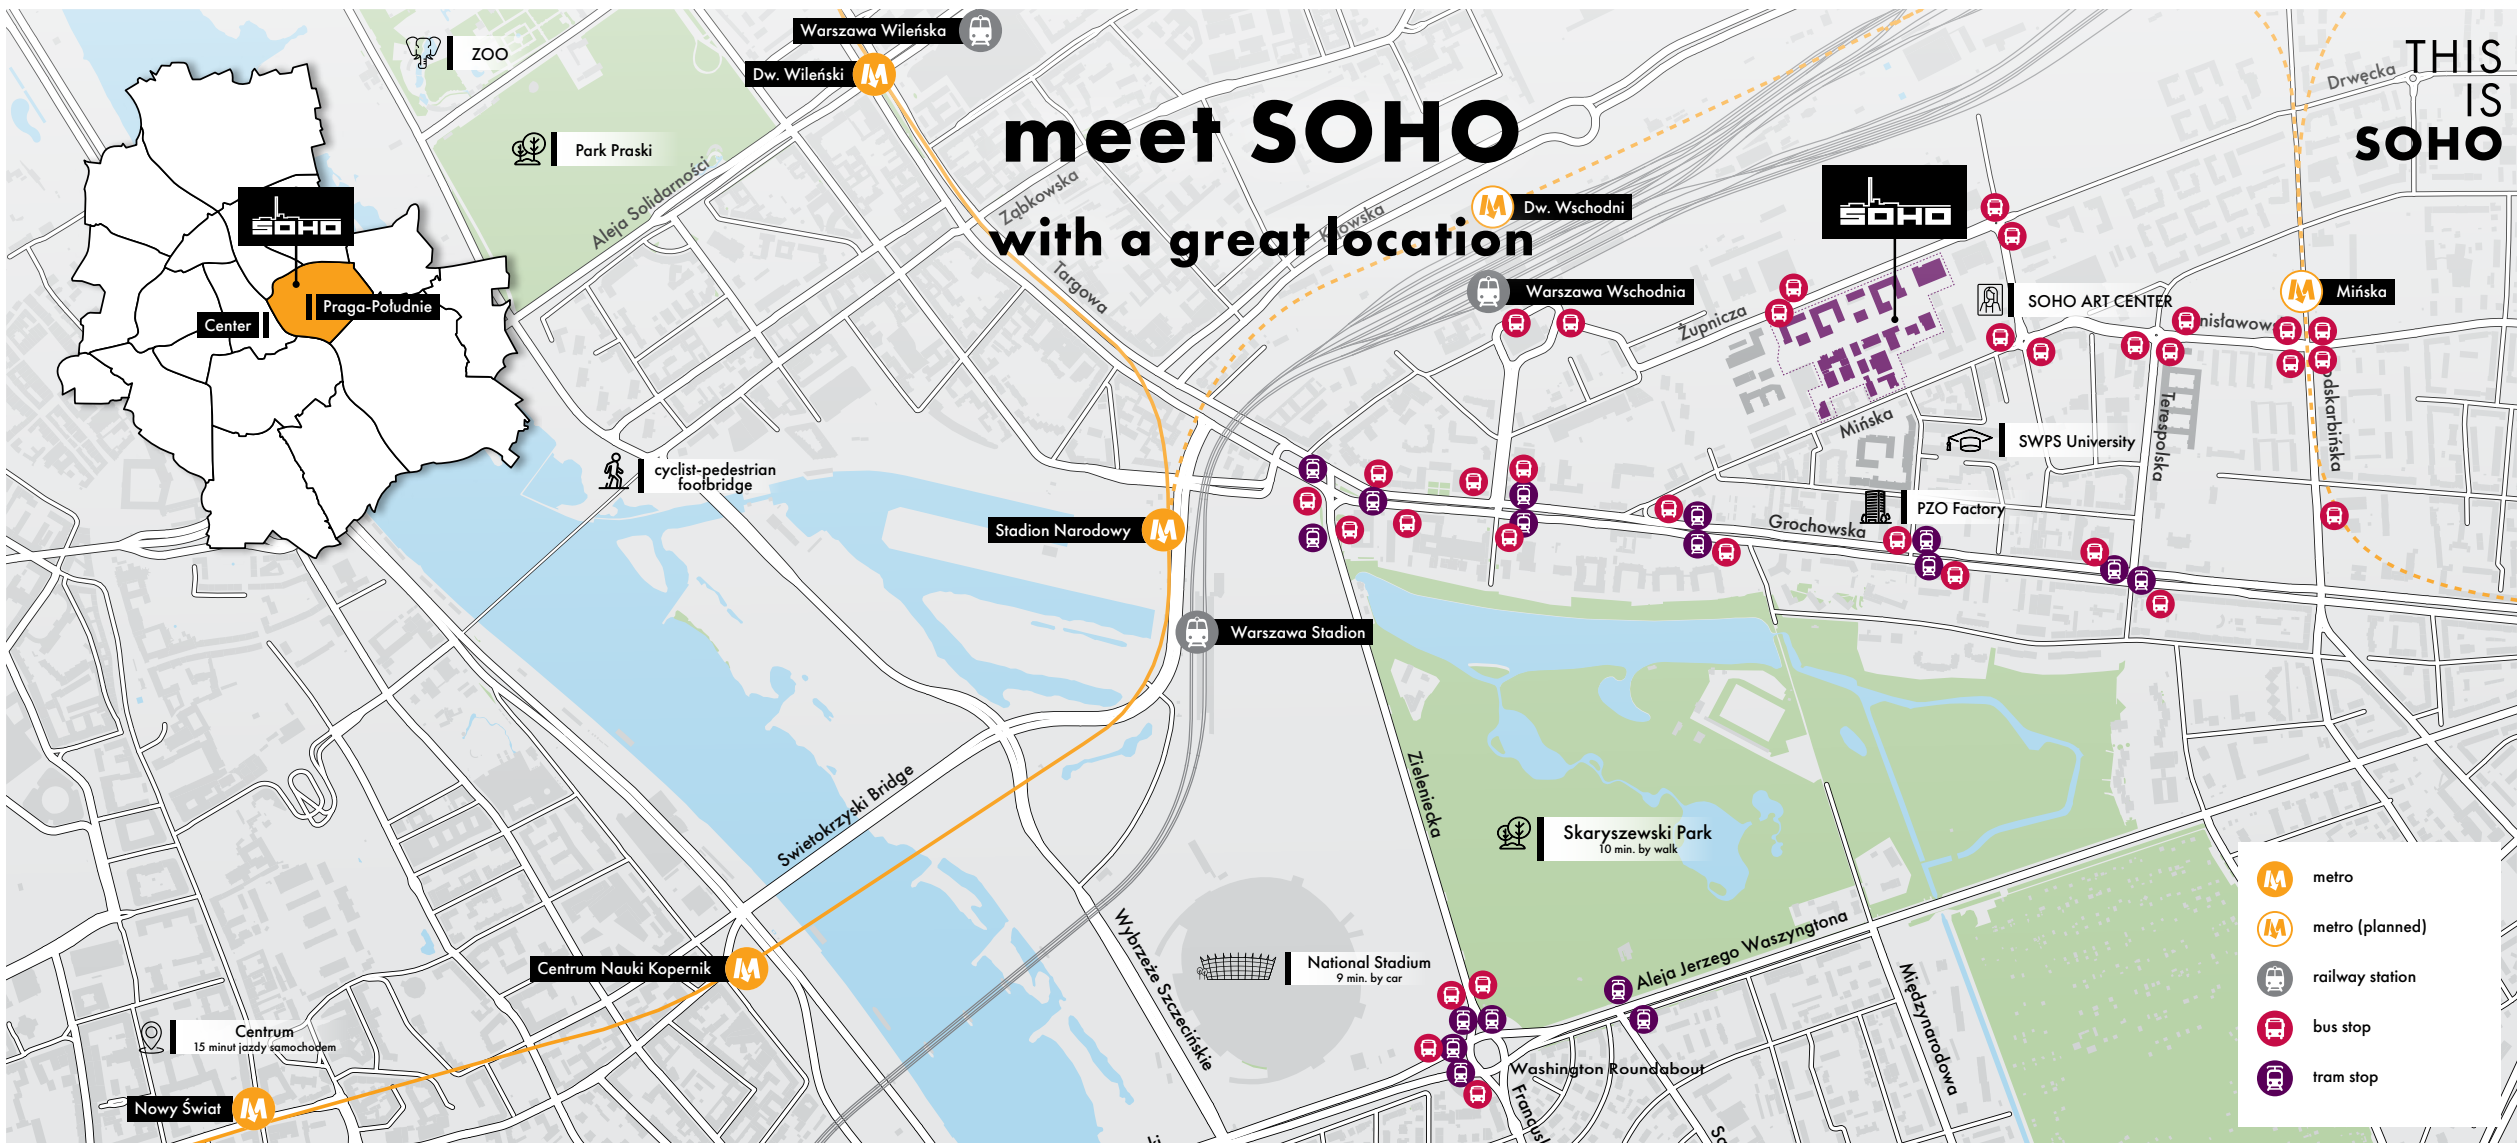 meet SOHO
with a great location
THIS
IS
SOHO
ZOO
Park Praski
Warszawa Wileńska
Dw. Wileński
Aleja Solidarności
Ząbkowska
Targowa
Dw. Wschodni
Warszawa Wschodnia
Żupnicza
SOHO
SOHO ART CENTER
Mińska
Drwęcka
SOHO
Praga-Południe
Center
cyclist-pedestrian
footbridge
Stadion Narodowy
Warszawa Stadion
Mińska
SWPS University
Terespolska
PZO Factory
Grochowska
Zieleniecka
Swietokrzyski Bridge
Skaryszewski Park
10 min. by walk
Wybrzeże Szczecińskie
National Stadium
9 min. by car
Aleja Jerzego Waszyngtona
Międzynarodowa
Washington Roundabout
Centrum Nauki Kopernik
Centrum
15 minut jazdy samochodem
Nowy Świat
metro
metro (planned)
railway station
bus stop
tram stop